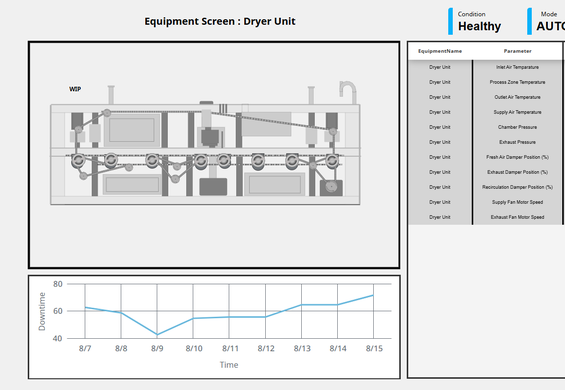 Equipment Screen : Dryer Unit
Condition
Healthy
Mode
AUTO
WIP
EquipmentName Parameter
Dryer Unit Inlet Air Temparature
Dryer Unit Process Zone Temparature
Dryer Unit Outlet Air Temparature
Dryer Unit Supply Air Temparature
Dryer Unit Chamber Pressure
Dryer Unit Exhaust Pressure
Dryer Unit Fresh Air Damper Position (%)
Dryer Unit Exhaust Damper Position (%)
Dryer Unit Recirculation Damper Position (%)
Dryer Unit Supply Fan Motor Speed
Dryer Unit Exhaust Fan Motor Speed
Downtime
80
60
40
8/7 8/8 8/9 8/10 8/11 8/12 8/13 8/14 8/15
Time